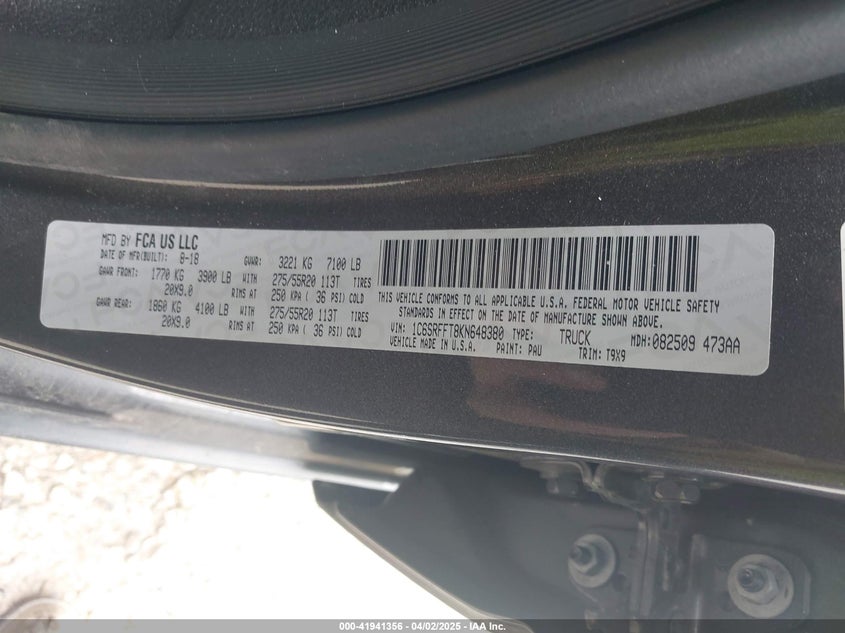 MFD BY FCA US LLC
DATE OF MFR(BUILT): 8-18 GVWR: 3221 KG 7100 LB
GAWR FRONT: 1770 KG 3900 LB WITH 275/55R20 113T TIRES
20X9.0 RIMS AT 250 KPA ( 36 PSI) COLD
GAWR REAR: 1860 KG 4100 LB WITH 275/55R20 113T TIRES
20X9.0 RIMS AT 250 KPA ( 36 PSI) COLD
THIS VEHICLE CONFORMS TO ALL APPLICABLE U.S.A. FEDERAL MOTOR VEHICLE SAFETY
STANDARDS IN EFFECT ON THE DATE OF MANUFACTURE SHOWN ABOVE.
VIN: 1C6SRFFT8KN648380 TYPE: TRUCK MDH: 082509 473AA
VEHICLE MADE IN U.S.A. PAINT: PAU TRIM: T9X9
000-41941356 | 04/02/2025 - IAA Inc.